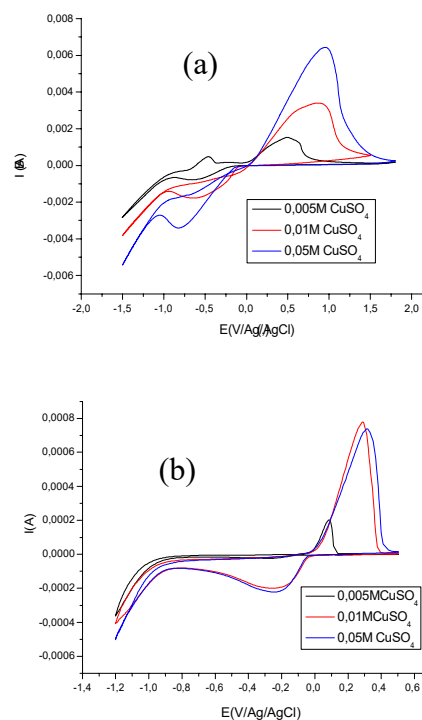 (a)
0,008
0,006
0,004
0,002
0,000
-0,002
-0,004
-0,006
0,005M CuSO4
0,01M CuSO4
0,05M CuSO4
-2,0 -1,5 -1,0 -0,5 0,0 0,5 1,0 1,5 2,0
E(V/Ag/AgCl)
(b)
I(A)
0,0008
0,0006
0,0004
0,0002
0,0000
-0,0002
-0,0004
-0,0006
0,005MCuSO4
0,01MCuSO4
0,05M CuSO4
-1,2 -1,0 -0,8 -0,6 -0,4 -0,2 0,0 0,2 0,4 0,6
E(V/Ag/AgCl)